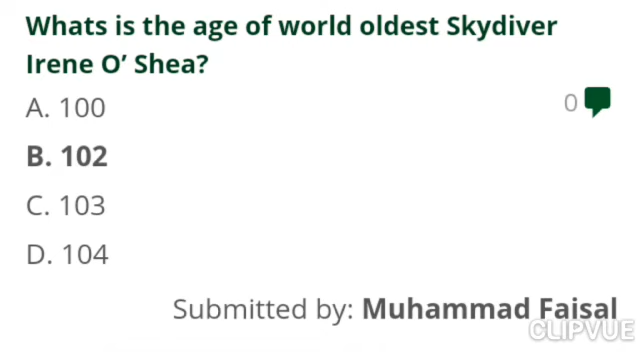 Whats is the age of world oldest Skydiver
Irene O’ Shea?
A. 100
0
B. 102
C. 103
D. 104
Submitted by: Muhammad Faisal
CLIPVUE